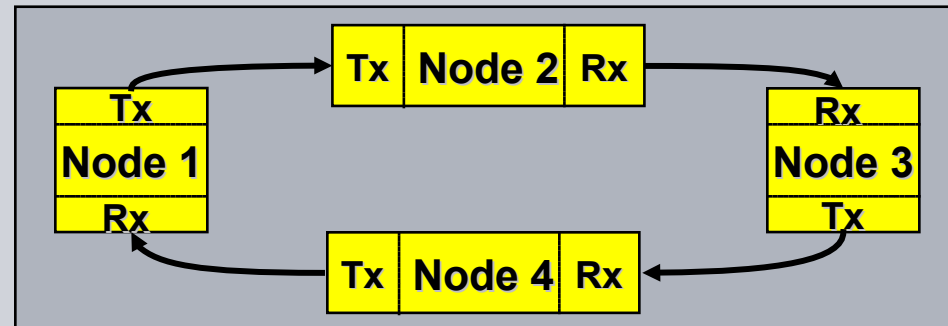 Tx Node 2 Rx
Tx
Node 1
Rx
Rx
Node 3
Tx
Tx Node 4 Rx